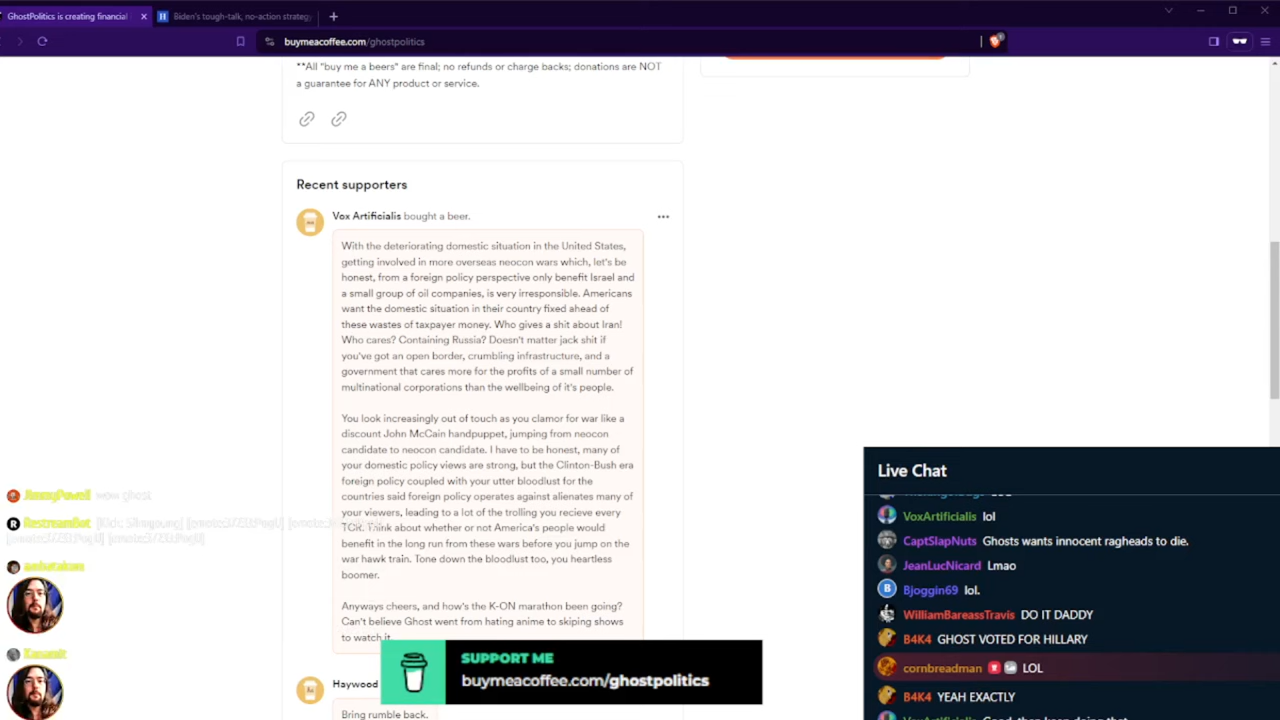 GhostPolitics is creating financial
Biden's tough-talk, no-action strategy
buymeacoffee.com/ghostpolitics
**All "buy me a beers" are final; no refunds or charge backs; donations are NOT
a guarantee for ANY product or service.
Recent supporters
Vox Artificialis bought a beer.
With the deteriorating domestic situation in the United States,
getting involved in more overseas neocon wars which, let's be
honest, from a foreign policy perspective only benefit Israel and
a small group of oil companies, is very irresponsible. Americans
want the domestic situation in their country fixed ahead of
these wastes of taxpayer money. Who gives a shit about Iran!
Who cares? Containing Russia? Doesn't matter jack shit if
you've got an open border, crumbling infrastructure, and a
government that cares more for the profits of a small number of
multinational corporations than the wellbeing of it's people.
You look increasingly out of touch as you clamor for war like a
discount John McCain handpuppet, jumping from neocon
candidate to neocon candidate. I have to be honest, many of
your domestic policy views are strong, but the Clinton-Bush era
foreign policy coupled with your utter bloodlust for the
countries said foreign policy operates against alienates many of
your viewers, leading to a lot of the trolling you recieve every
TCR. Think about whether or not America's people would
benefit in the long run from these wars before you jump on the
war hawk train. Tone down the bloodlust too, you heartless
boomer.
Anyways cheers, and how's the K-ON marathon been going?
Can't believe Ghost went from hating anime to skiping shows
to watch it.
Haywood
Bring rumble back.
SUPPORT ME
buymeacoffee.com/ghostpolitics
JimmyPowell wow ghost
RestreamBot
Live Chat
VoxArtificialis lol
CaptSlapNuts Ghosts wants innocent ragheads to die.
JeanLucNicard Lmao
Bjoggin69 lol.
WilliamBareassTravis DO IT DADDY
B4K4 GHOST VOTED FOR HILLARY
cornbreadman LOL
B4K4 YEAH EXACTLY